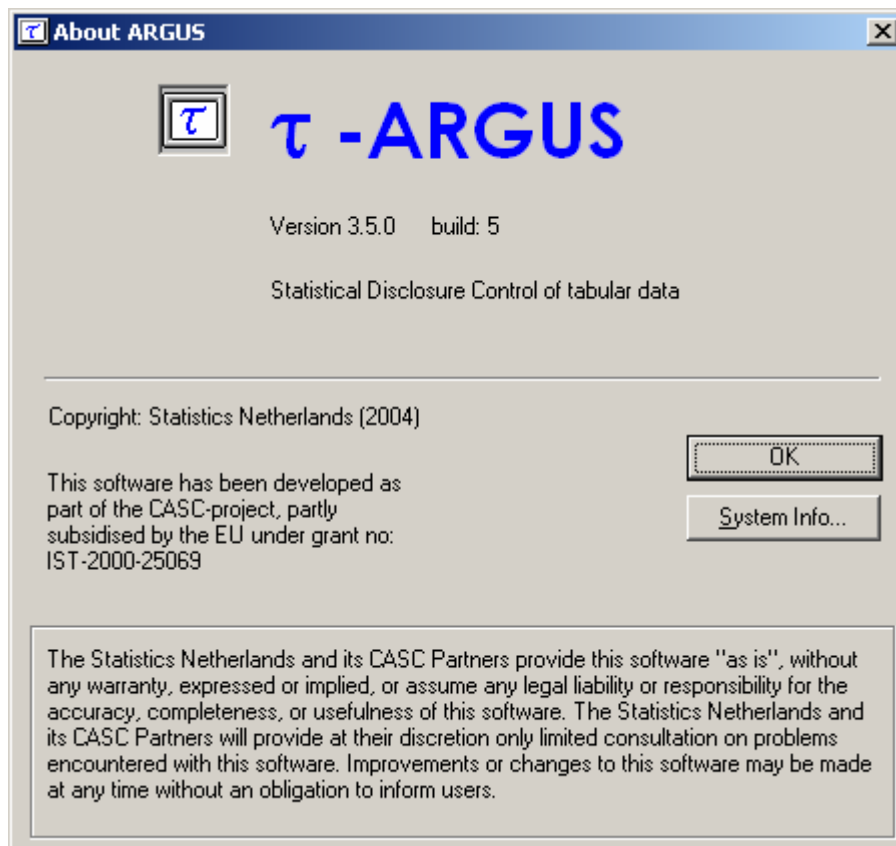 τ About ARGUS
τ
τ -ARGUS
Version 3.5.0 build: 5
Statistical Disclosure Control of tabular data
Copyright: Statistics Netherlands (2004)
OK
This software has been developed as
part of the CASC-project, partly
subsidised by the EU under grant no:
IST-2000-25069
System Info...
The Statistics Netherlands and its CASC Partners provide this software "as is", without
any warranty, expressed or implied, or assume any legal liability or responsibility for the
accuracy, completeness, or usefulness of this software. The Statistics Netherlands and
its CASC Partners will provide at their discretion only limited consultation on problems
encountered with this software. Improvements or changes to this software may be made
at any time without an obligation to inform users.